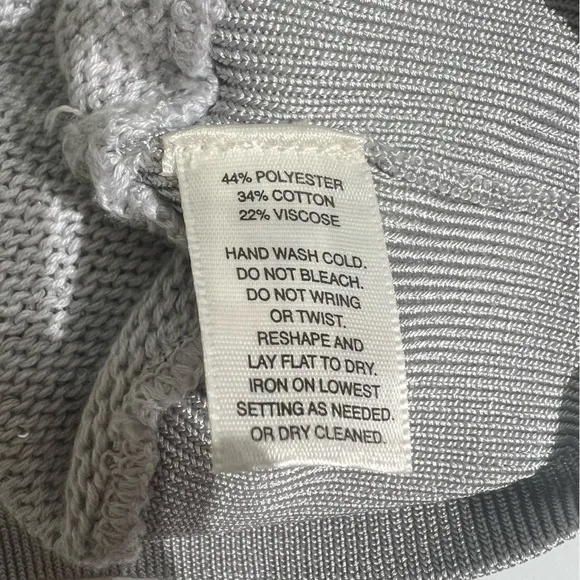 44% POLYESTER
34% COTTON
22% VISCOSE
HAND WASH COLD.
DO NOT BLEACH.
DO NOT WRING
OR TWIST.
RESHAPE AND
LAY FLAT TO DRY.
IRON ON LOWEST
SETTING AS NEEDED.
OR DRY CLEANED.